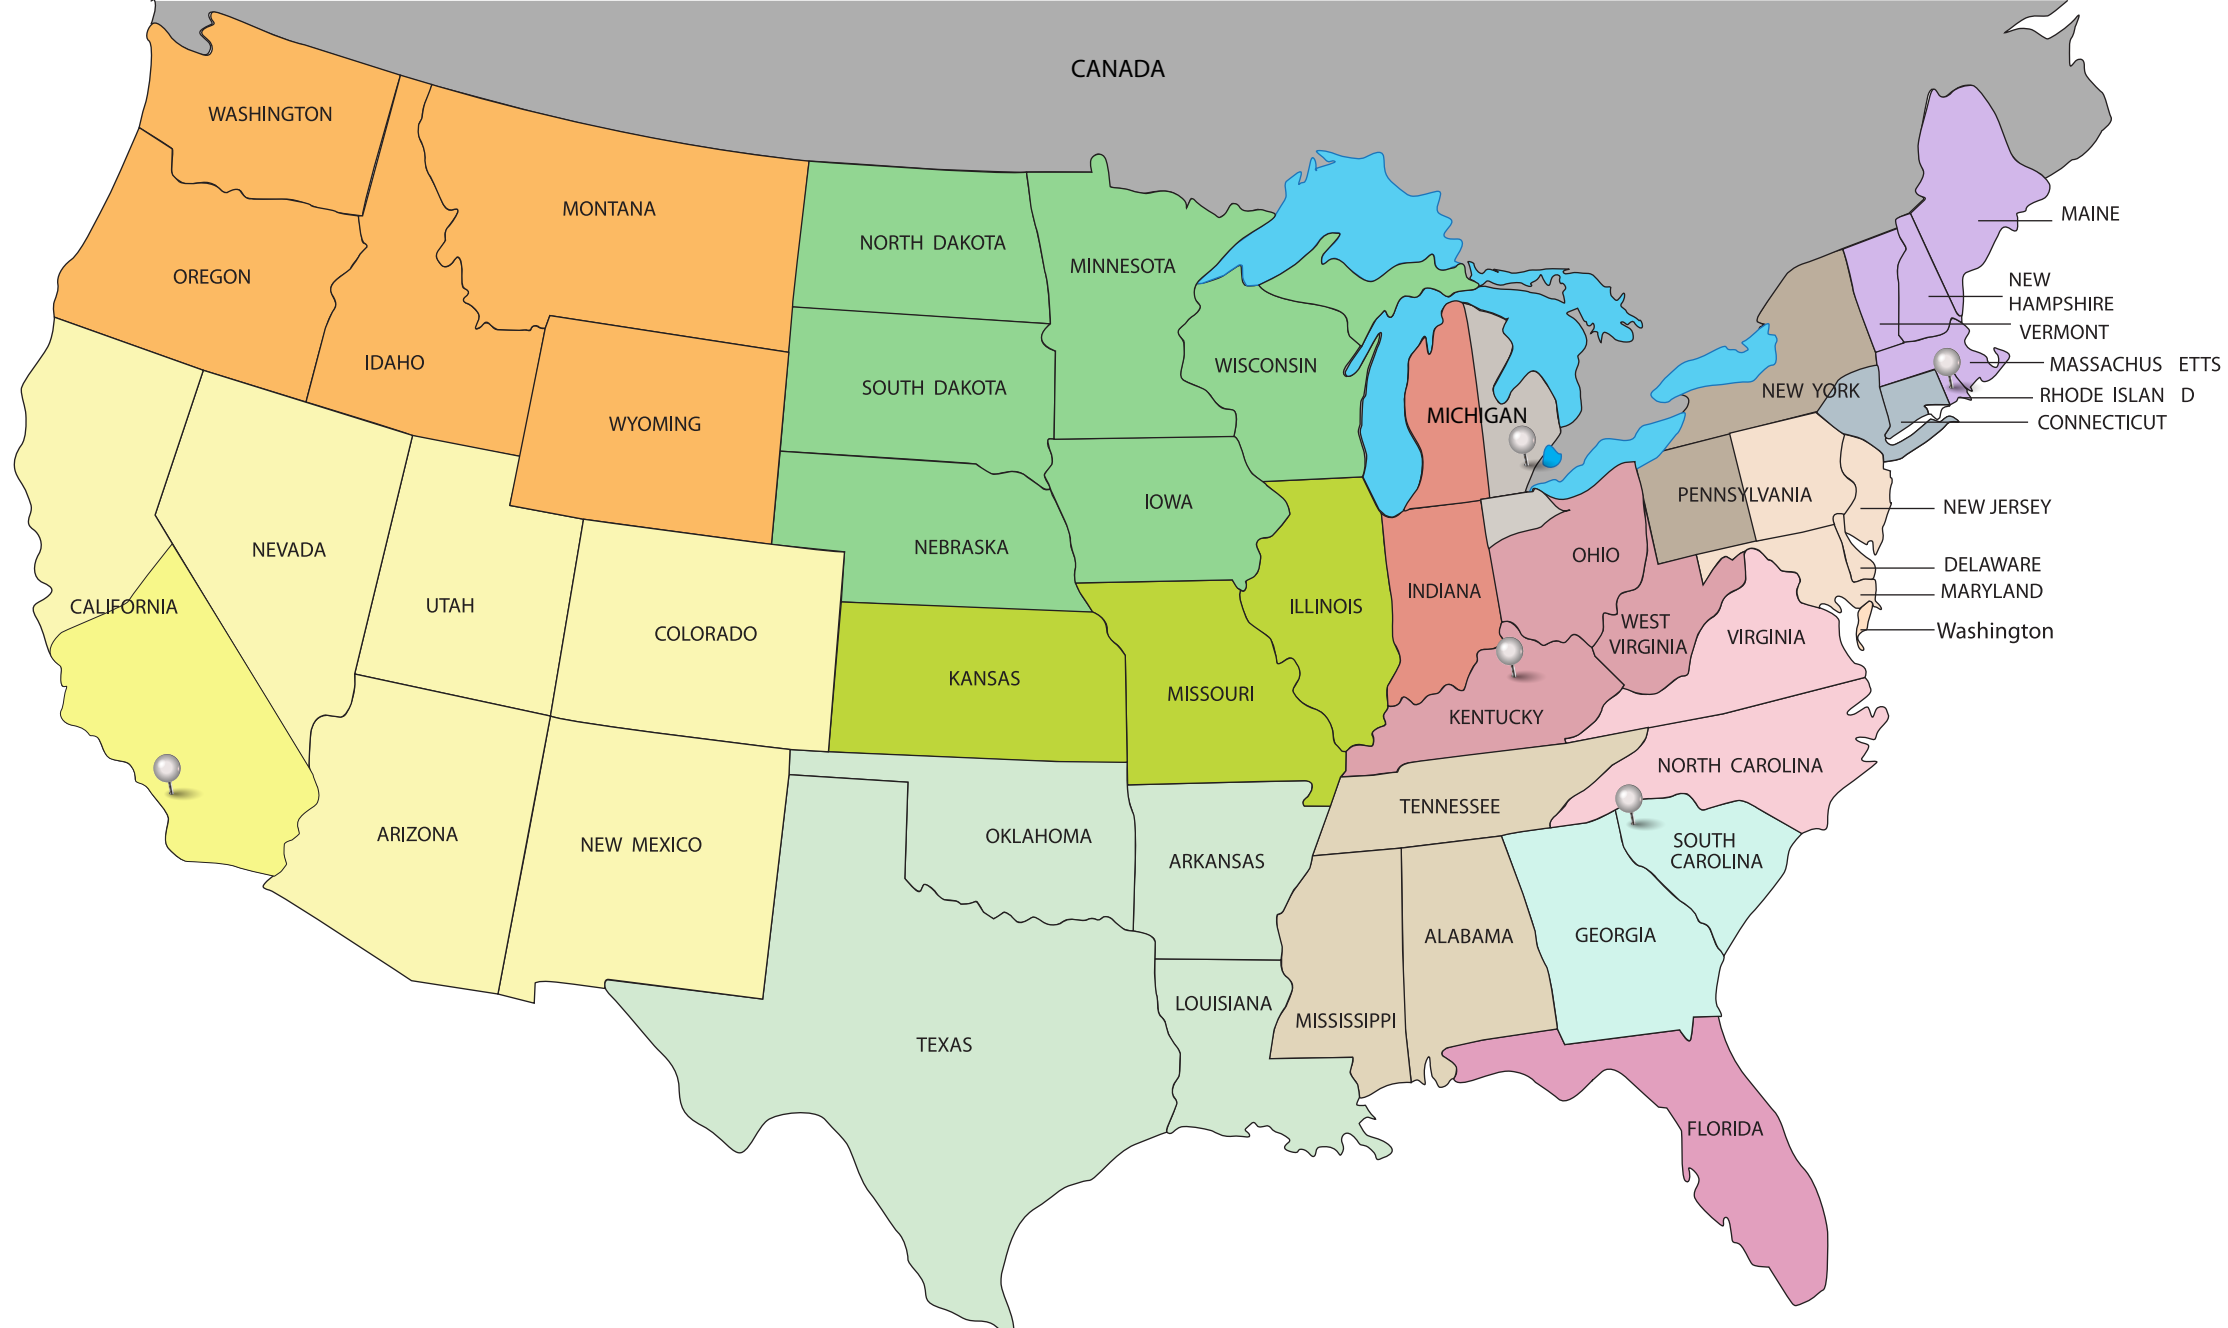 CANADA
WASHINGTON
MONTANA
MAINE
NORTH DAKOTA
MINNESOTA
OREGON
NEW
HAMPSHIRE
VERMONT
IDAHO
WISCONSIN
MASSACHUS ETTS
SOUTH DAKOTA
NEW YORK
RHODE ISLAN D
MICHIGAN
WYOMING
CONNECTICUT
IOWA
PENNSYLVANIA
NEW JERSEY
NEVADA
NEBRASKA
OHIO
DELAWARE
CALIFORNIA
UTAH
ILLINOIS
INDIANA
MARYLAND
COLORADO
WEST
VIRGINIA
VIRGINIA
Washington
KANSAS
MISSOURI
KENTUCKY
NORTH CAROLINA
TENNESSEE
ARIZONA
NEW MEXICO
OKLAHOMA
ARKANSAS
SOUTH
CAROLINA
ALABAMA
GEORGIA
LOUISIANA
MISSISSIPPI
TEXAS
FLORIDA